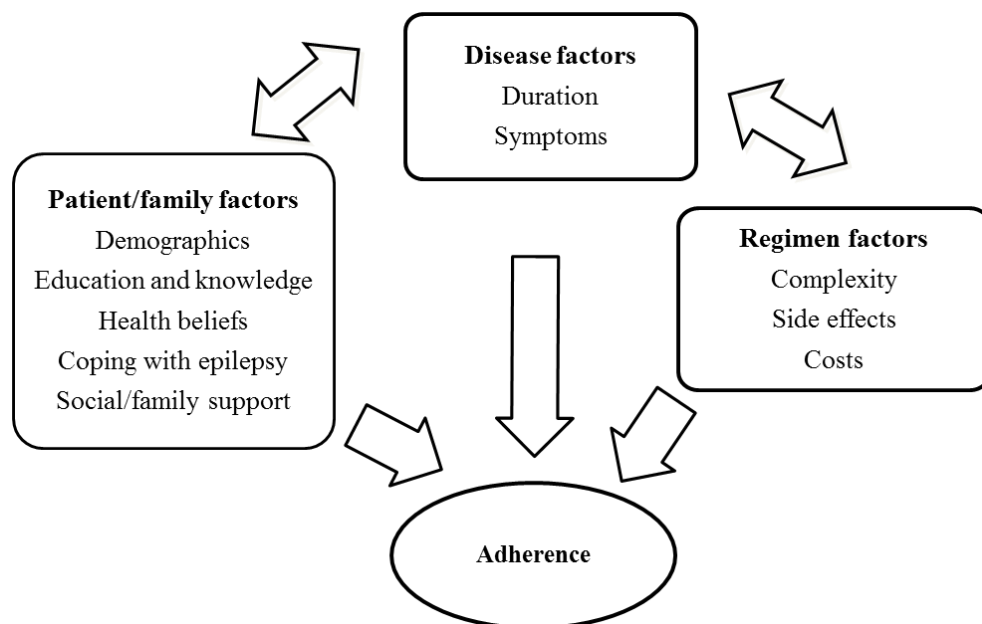 Disease factors
Duration
Symptoms
Patient/family factors
Demographics
Education and knowledge
Health beliefs
Coping with epilepsy
Social/family support
Regimen factors
Complexity
Side effects
Costs
Adherence